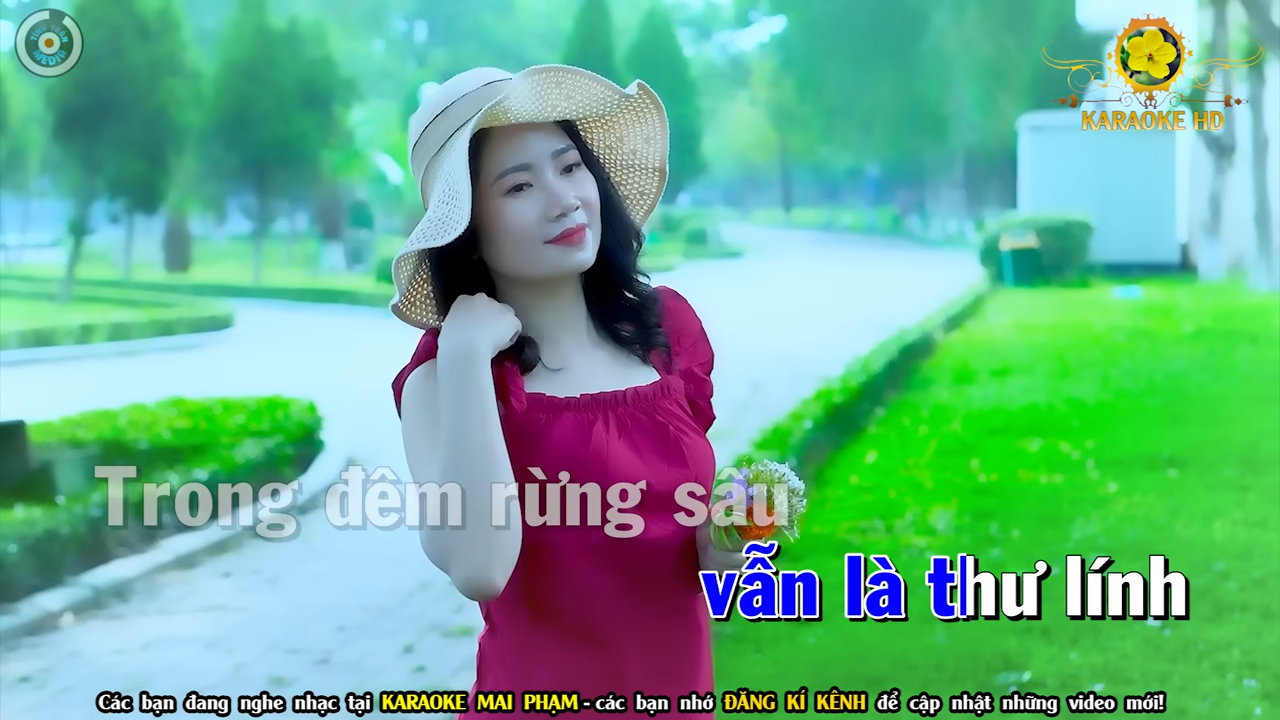 KARAOKE HD
Trong đêm rừng sâu
vẫn là thư lính
Các bạn đang nghe nhạc tại KARAOKE MAI PHẠM - các bạn nhớ ĐĂNG KÍ KÊNH để cập nhật những video mới!